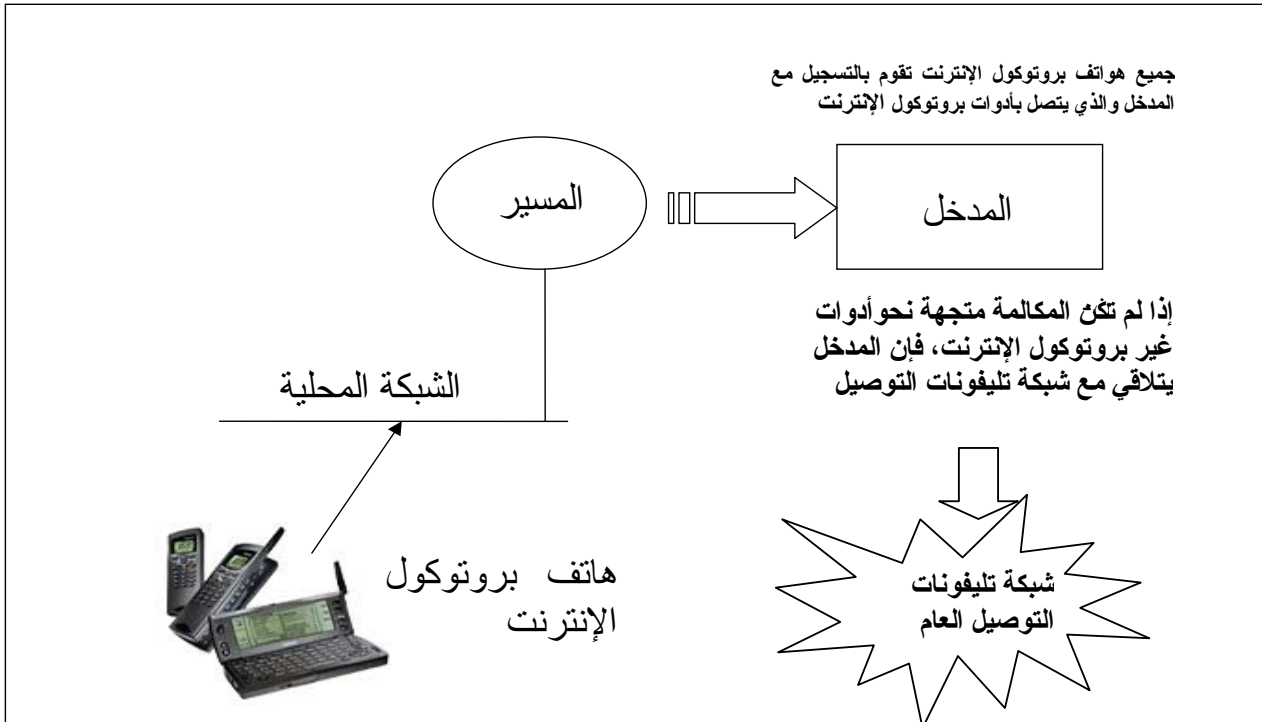 جميع هواتف بروتوكول الإنترنت تقوم بالتسجيل مع
المدخل والذي يتصل بأدوات بروتوكول الإنترنت
المسير
المدخل
إذا لم تكن المكالمة متجهة نحوأدوات
غير بروتوكول الإنترنت، فإن المدخل
يتلاقي مع شبكة تليفونات التوصيل
الشبكة المحلية
هاتف بروتوكول
الإنترنت
شبكة تليفونات
التوصيل العام